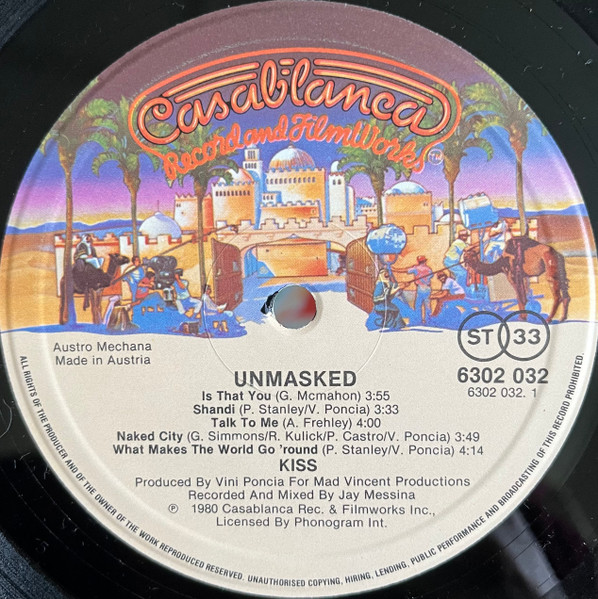 Casablanca
Record and FilmWorks
TM
Austro Mechana
Made in Austria
ST 33
6302 032
6302 032. 1
UNMASKED
Is That You (G. Mcmahon) 3:55
Shandi (P. Stanley/V. Poncia) 3:33
Talk To Me (A. Frehley) 4:00
Naked City (G. Simmons/R. Kulick/P. Castro/V. Poncia) 3:49
What Makes The World Go 'round (P. Stanley/V. Poncia) 4:14
KISS
Produced By Vini Poncia For Mad Vincent Productions
Recorded And Mixed By Jay Messina
℗ 1980 Casablanca Rec. & Filmworks Inc.,
Licensed By Phonogram Int.
ALL RIGHTS OF THE PRODUCER AND OF THE OWNER OF THE WORK REPRODUCED RESERVED. UNAUTHORISED COPYING, HIRING, LENDING, PUBLIC PERFORMANCE AND BROADCASTING OF THIS RECORD PROHIBITED.